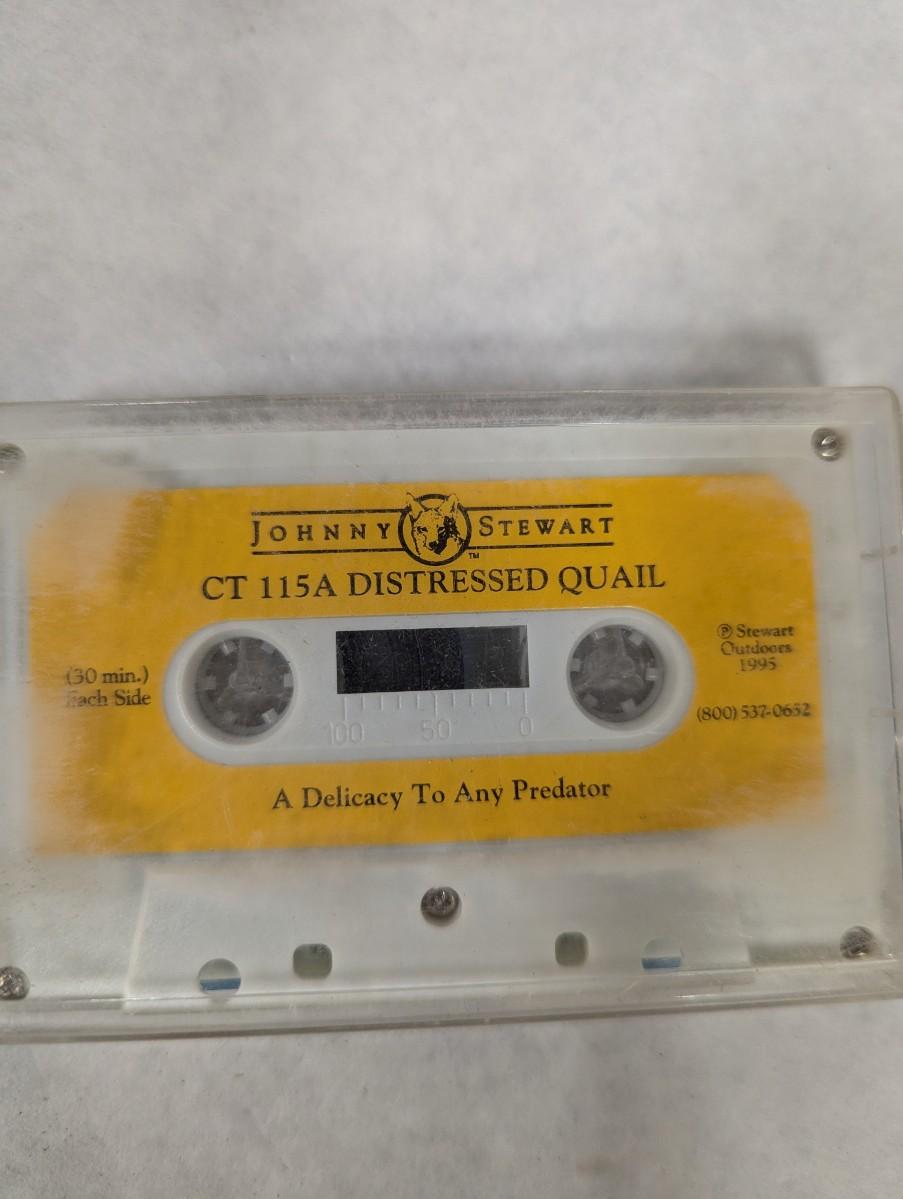 JOHNNY STEWART
TM
CT 115A DISTRESSED QUAIL
(30 min.)
Each Side
℗ Stewart
Outdoors
1995
(800) 537-0652
100 50 0
A Delicacy To Any Predator